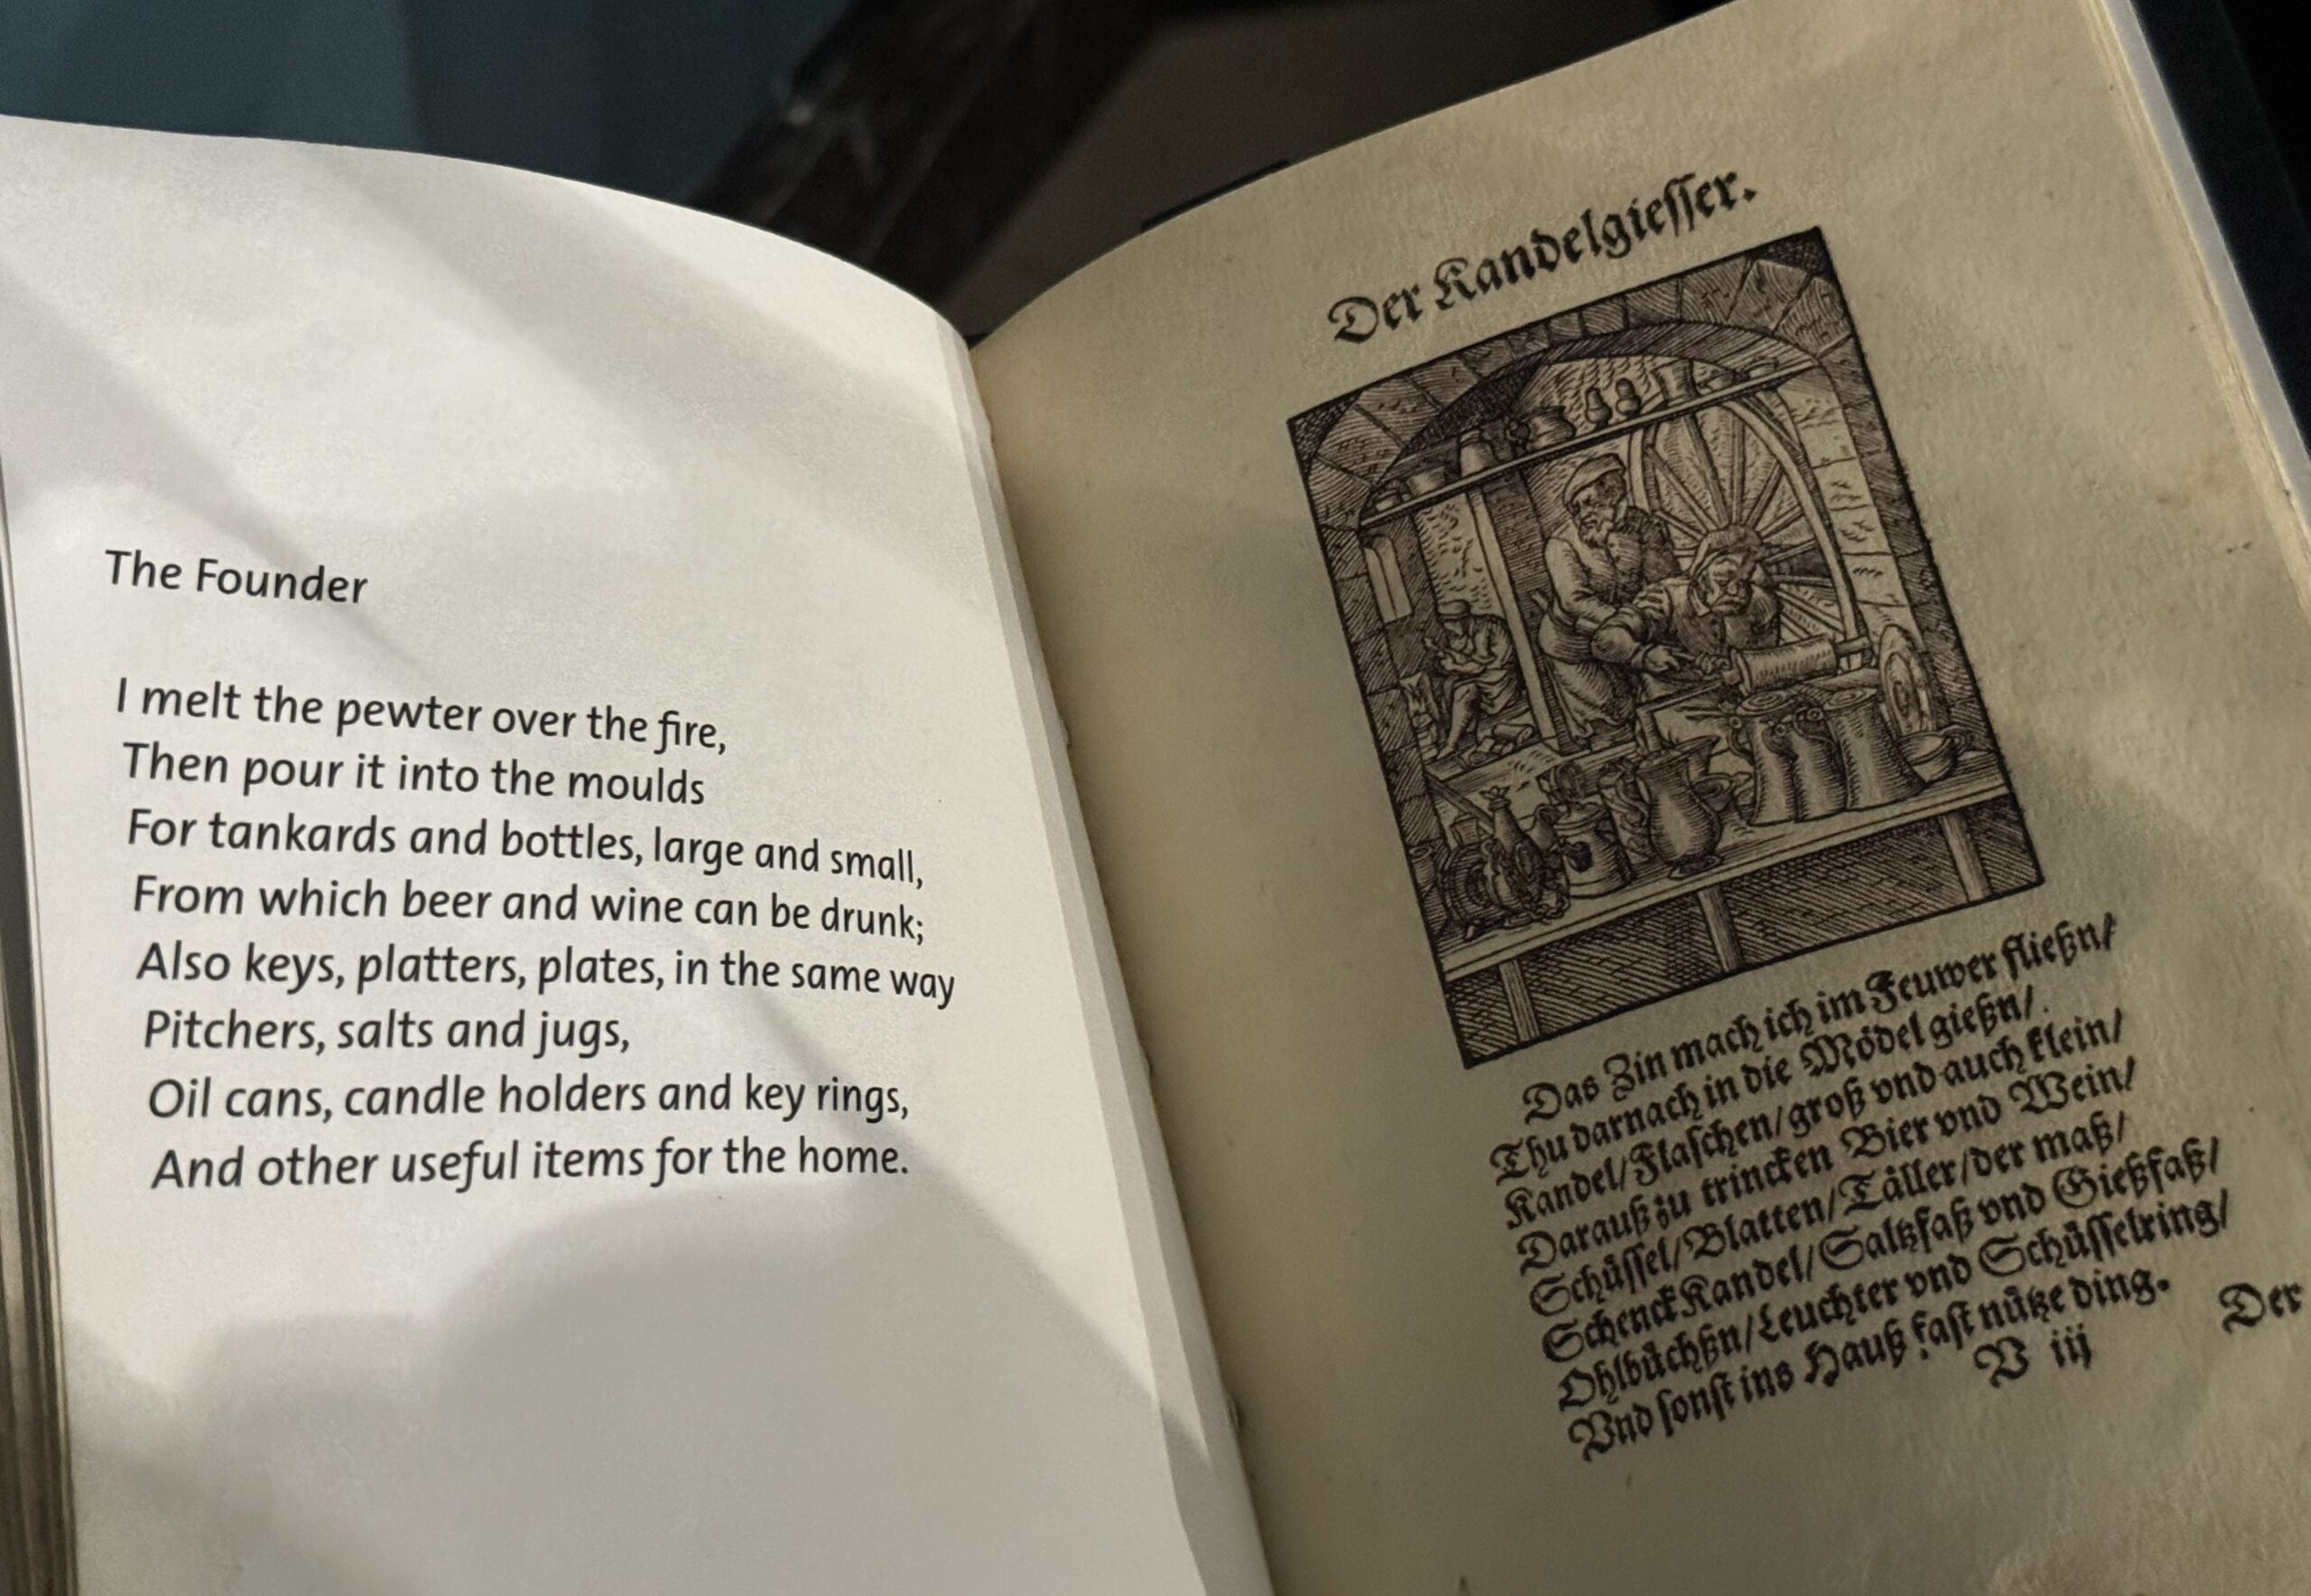 The Founder
I melt the pewter over the fire,
Then pour it into the moulds
For tankards and bottles, large and small,
From which beer and wine can be drunk;
Also keys, platters, plates, in the same way
Pitchers, salts and jugs,
Oil cans, candle holders and key rings,
And other useful items for the home.
Der Kandelgiesser.
Das Zin mach ich im Feuwer fließn/
Thu darnach in die Mödel gießn/
Kandel/Flaschen/groß vnd auch klein/
Darauß zu trincken Bier vnd Wein/
Schüssel/Blatten/Täller/der maß/
Schenck Kandel/Saltzfaß vnd Gießfaß/
Ohlbüchßn/Leuchter vnd Schüsselring/
Vnd sonst ins Hauß fast nütze ding.
V iij
Der